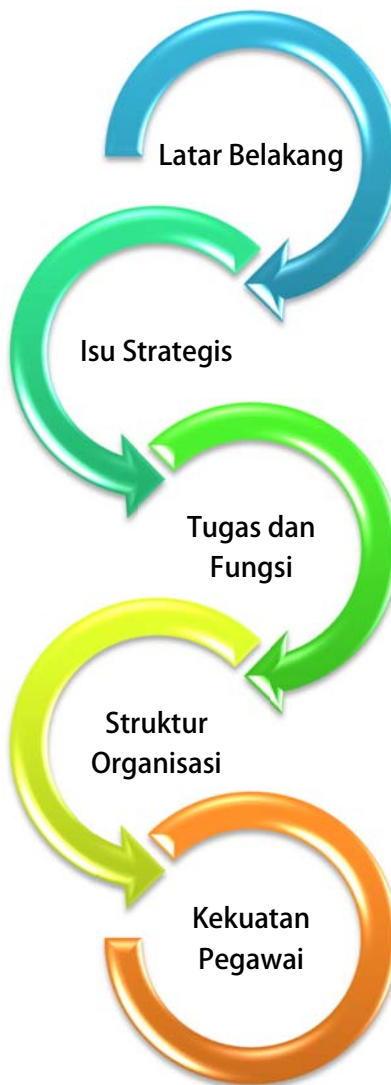 Latar Belakang
Isu Strategis
Tugas dan
Fungsi
Struktur
Organisasi
Kekuatan
Pegawai